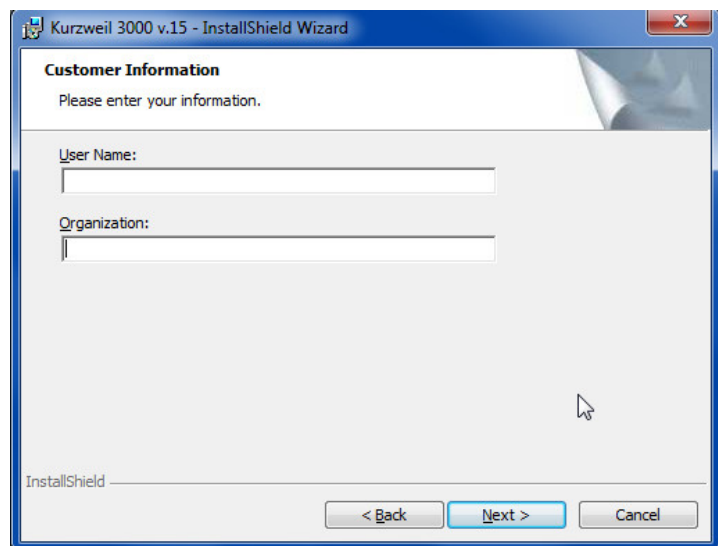 Kurzweil 3000 v.15 - InstallShield Wizard
Customer Information
Please enter your information.
User Name:
Organization:
InstallShield
< Back Next > Cancel